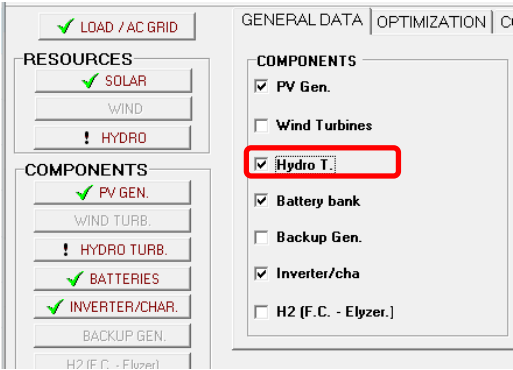 LOAD / AC GRID
RESOURCES
SOLAR
WIND
! HYDRO
COMPONENTS
PV GEN.
WIND TURB.
! HYDRO TURB.
BATTERIES
INVERTER/CHAR.
BACKUP GEN.
H2 (F.C. - Elyzer)
GENERAL DATA OPTIMIZATION CO
COMPONENTS
PV Gen.
Wind Turbines
Hydro T.
Battery bank
Backup Gen.
Inverter/cha
H2 (F.C. - Elyzer.]